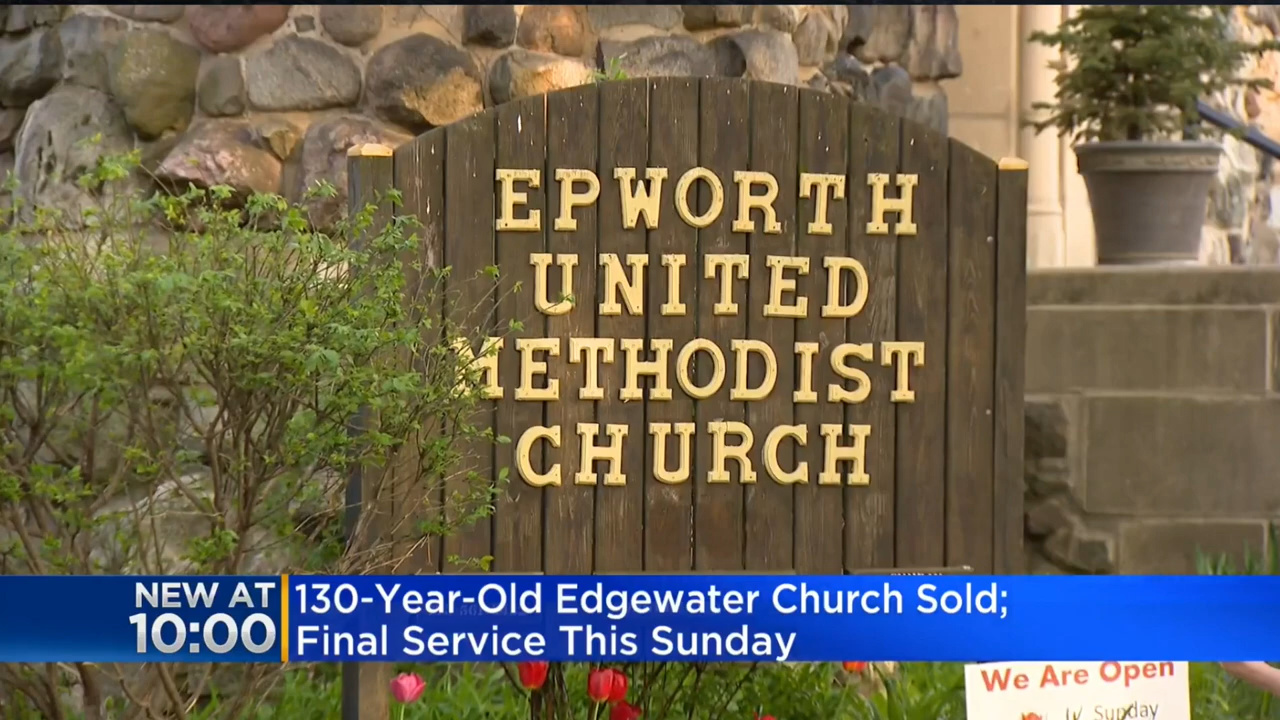 EPWORTH
UNITED
METHODIST
CHURCH
NEW AT
10:00
130-Year-Old Edgewater Church Sold;
Final Service This Sunday
We Are Open
Sunday